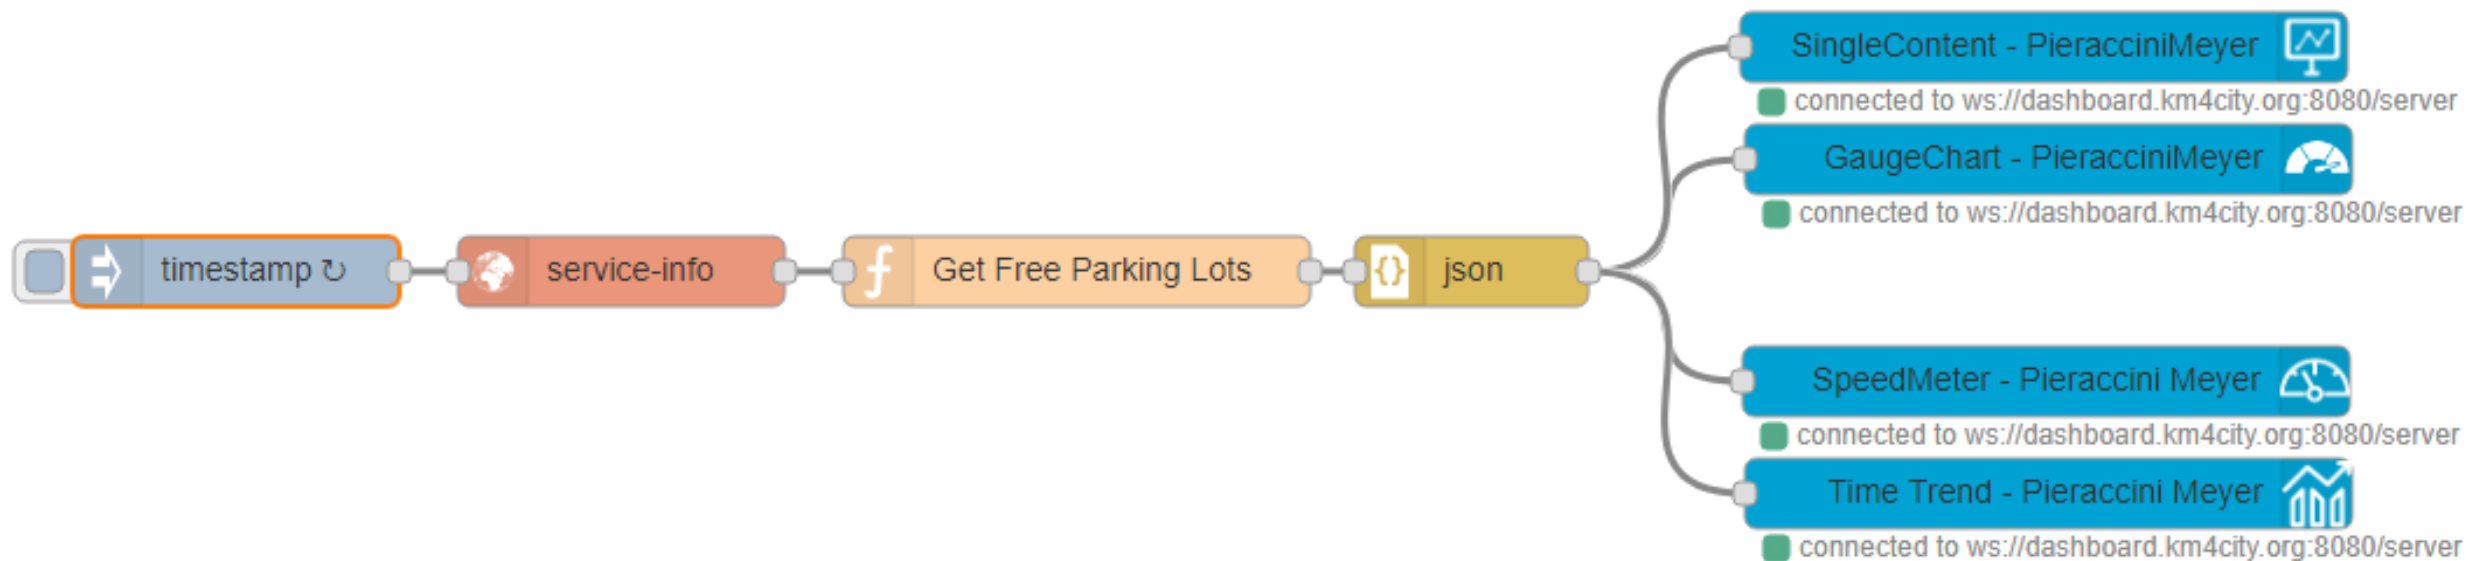 SingleContent - PieracciniMeyer
connected to ws://dashboard.km4city.org:8080/server
GaugeChart - PieracciniMeyer
connected to ws://dashboard.km4city.org:8080/server
timestamp ↻
service-info
Get Free Parking Lots
json
SpeedMeter - Pieraccini Meyer
connected to ws://dashboard.km4city.org:8080/server
Time Trend - Pieraccini Meyer
connected to ws://dashboard.km4city.org:8080/server